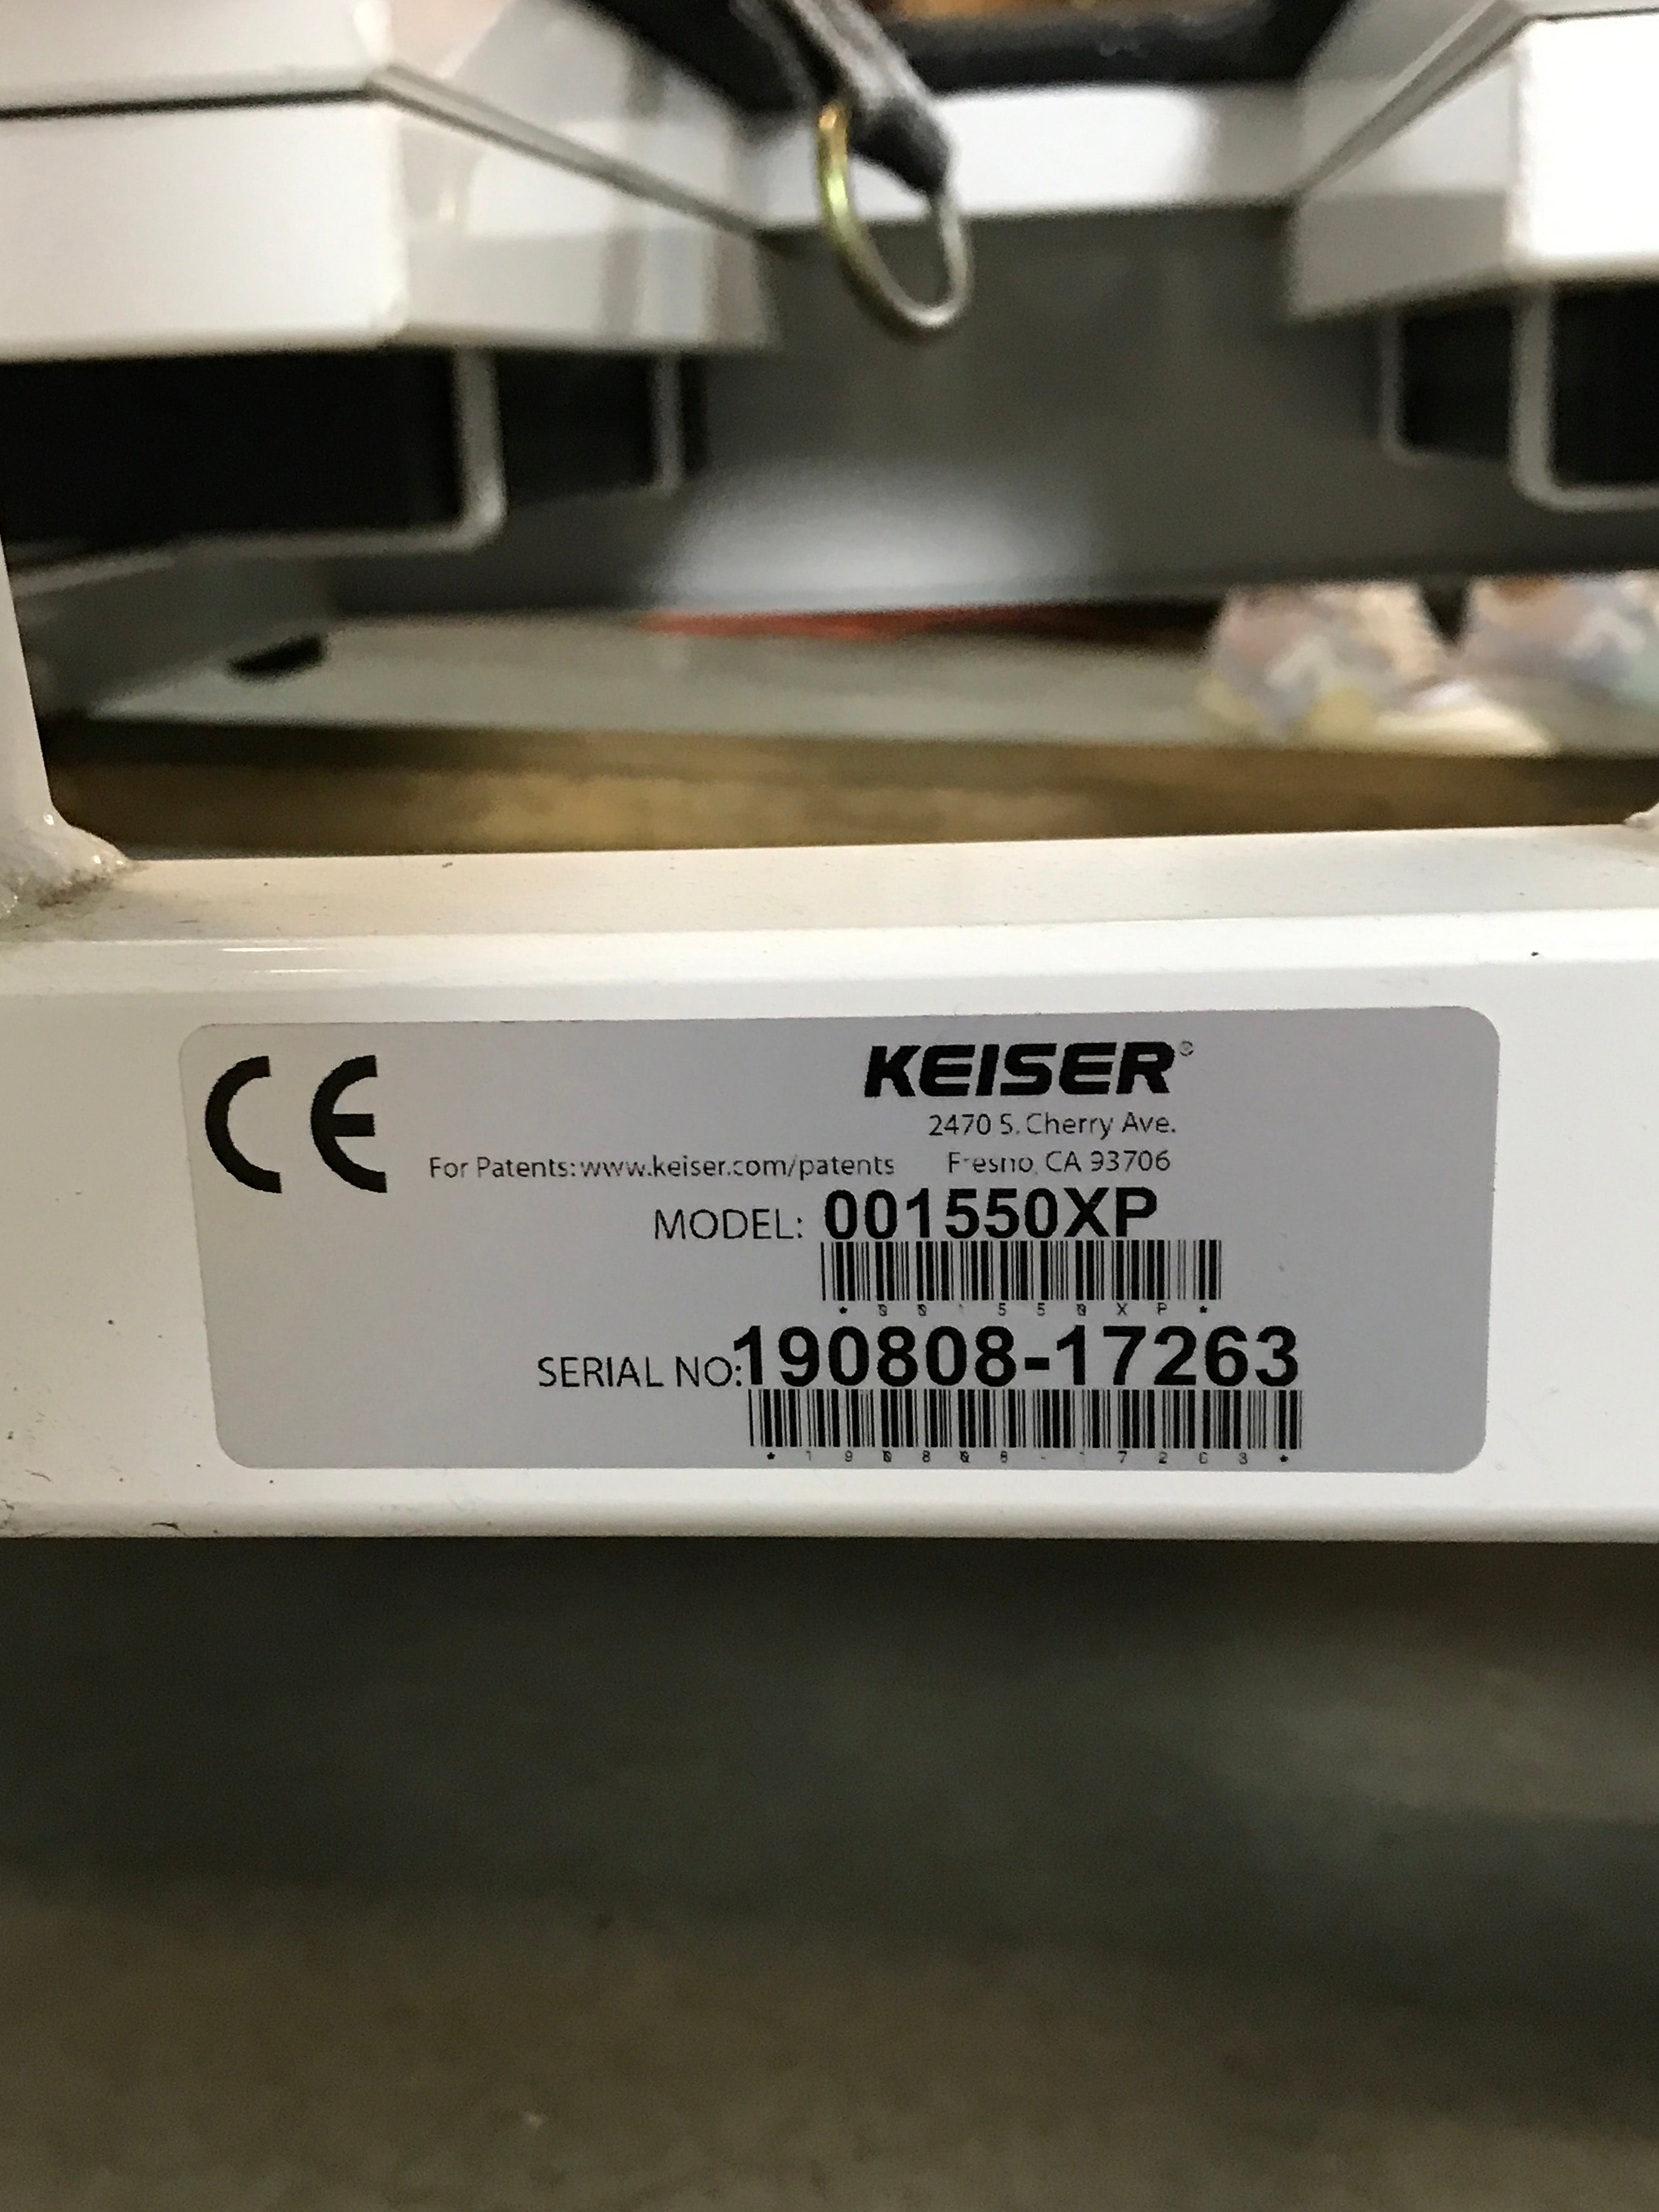 CE
KEISER®
2470 S. Cherry Ave.
For Patents: www.keiser.com/patents Fresno, CA 93706
MODEL: 001550XP
*001550XP*
SERIAL NO: 190808-17263
*190808-17263*